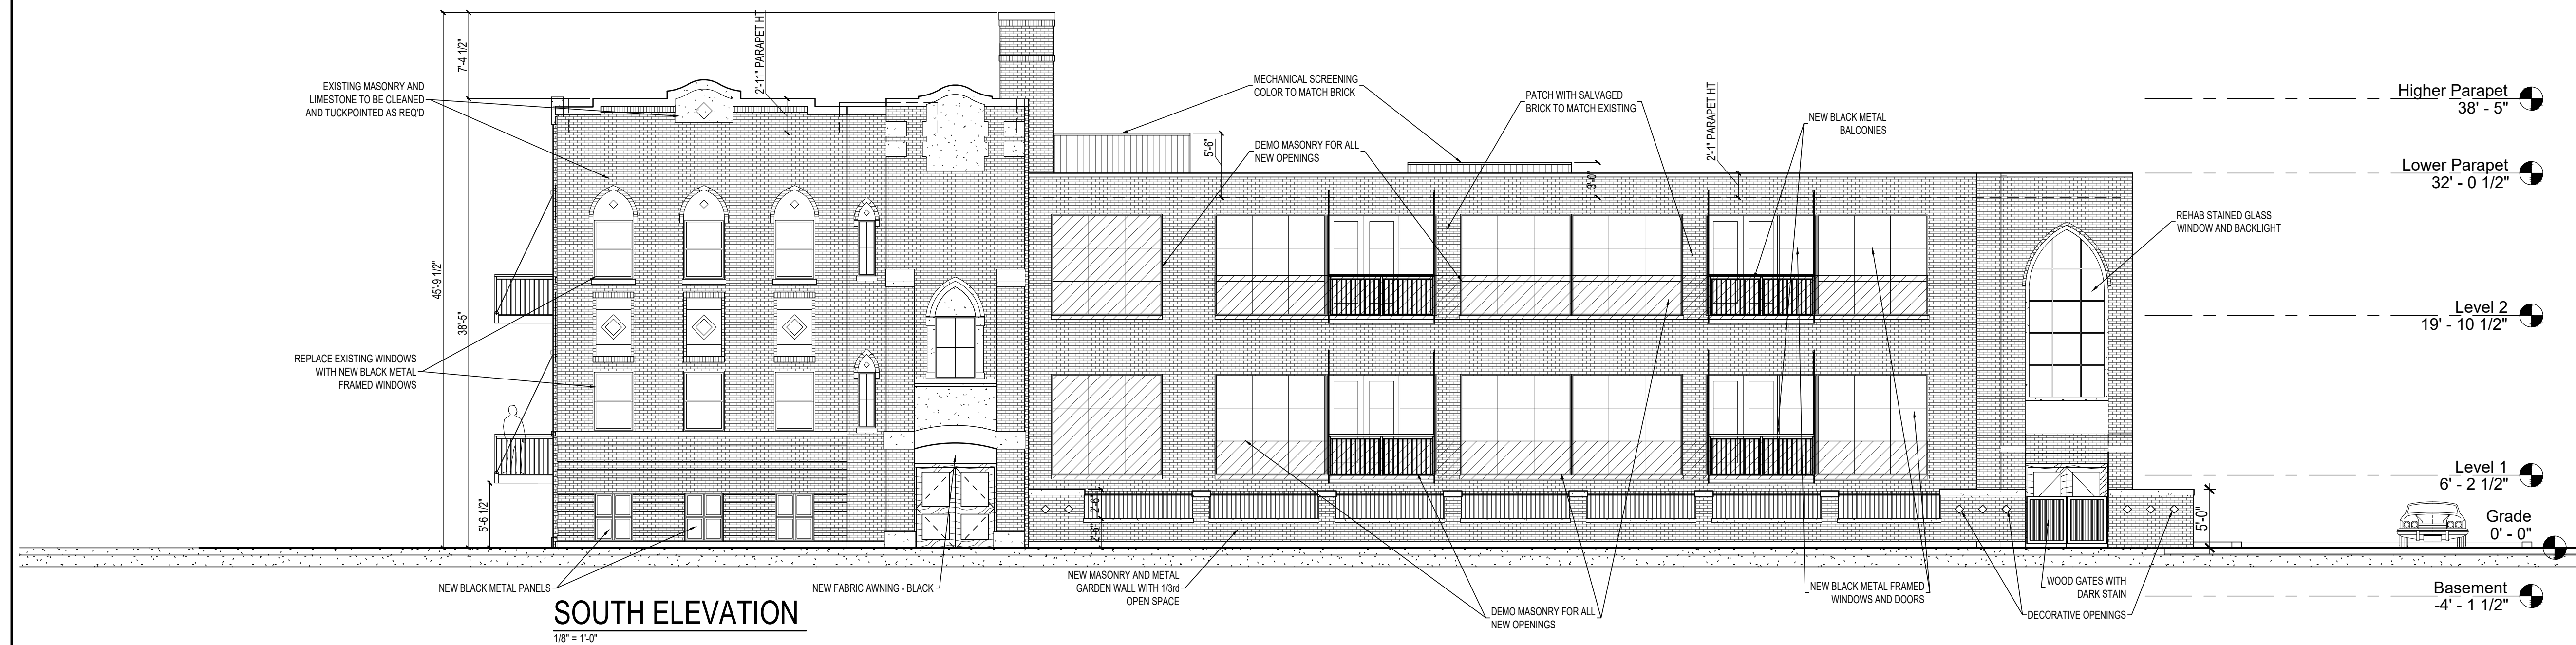 45'-9 1/2"
7'-4 1/2"
38'-5"
5'-6 1/2"
EXISTING MASONRY AND
LIMESTONE TO BE CLEANED
AND TUCKPOINTED AS REQ'D
REPLACE EXISTING WINDOWS
WITH NEW BLACK METAL
FRAMED WINDOWS
2'-11" PARAPET HT
MECHANICAL SCREENING
COLOR TO MATCH BRICK
5'-6"
DEMO MASONRY FOR ALL
NEW OPENINGS
PATCH WITH SALVAGED
BRICK TO MATCH EXISTING
3'-0"
2'-1" PARAPET HT
NEW BLACK METAL
BALCONIES
REHAB STAINED GLASS
WINDOW AND BACKLIGHT
Higher Parapet
38' - 5"
Lower Parapet
32' - 0 1/2"
Level 2
19' - 10 1/2"
Level 1
6' - 2 1/2"
Grade
0' - 0"
Basement
-4' - 1 1/2"
2'-6"
2'-6"
5'-0"
NEW BLACK METAL PANELS
NEW FABRIC AWNING - BLACK
NEW MASONRY AND METAL
GARDEN WALL WITH 1/3rd
OPEN SPACE
DEMO MASONRY FOR ALL
NEW OPENINGS
NEW BLACK METAL FRAMED
WINDOWS AND DOORS
WOOD GATES WITH
DARK STAIN
DECORATIVE OPENINGS
SOUTH ELEVATION
1/8" = 1'-0"